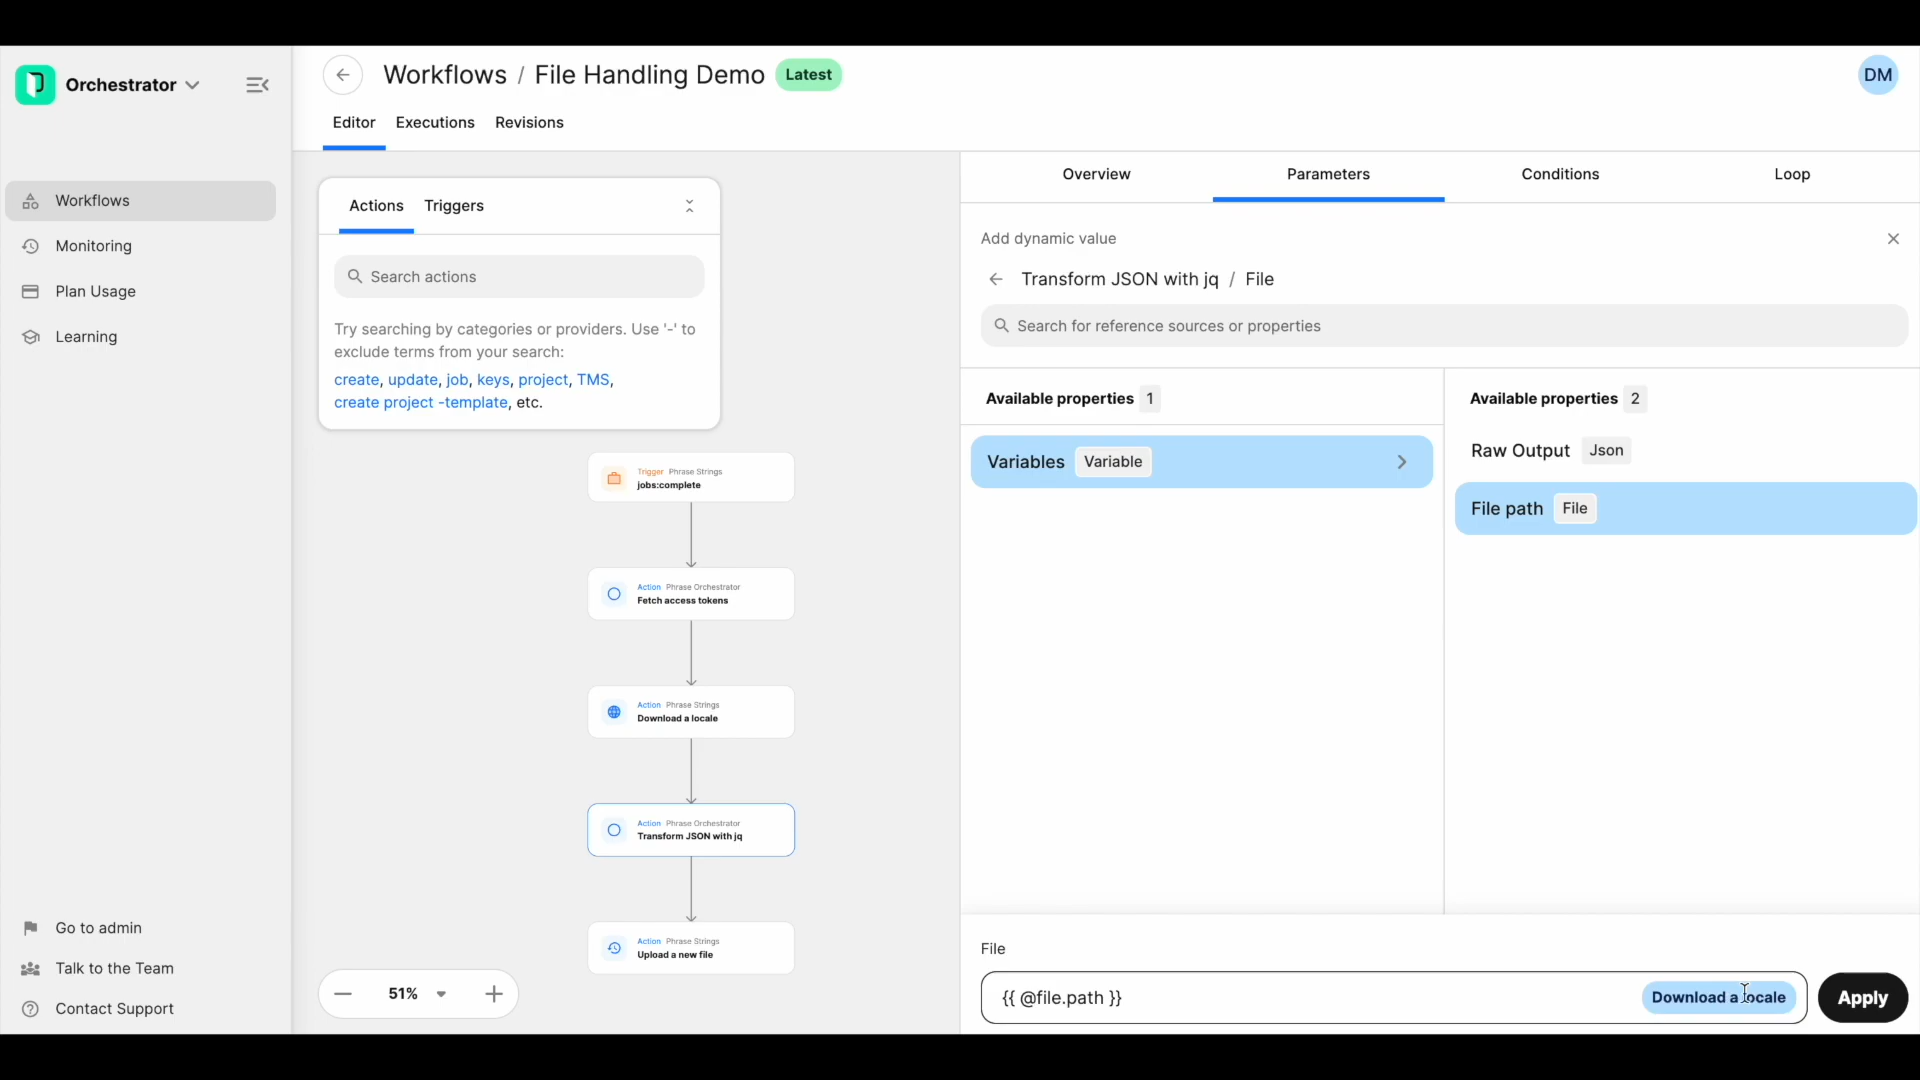 Orchestrator
Workflows / File Handling Demo Latest
DM
Editor Executions Revisions
Workflows
Monitoring
Plan Usage
Learning
Go to admin
Talk to the Team
Contact Support
Actions Triggers
Search actions
Try searching by categories or providers. Use '-' to
exclude terms from your search:
create, update, job, keys, project, TMS,
create project -template, etc.
Trigger Phrase Strings
jobs:complete
Action Phrase Orchestrator
Fetch access tokens
Action Phrase Strings
Download a locale
Action Phrase Orchestrator
Transform JSON with jq
Action Phrase Strings
Upload a new file
51%
Overview Parameters Conditions Loop
Add dynamic value
Transform JSON with jq / File
Search for reference sources or properties
Available properties 1
Variables Variable
Available properties 2
Raw Output Json
File path File
File
{{ @file.path }} Download a locale
Apply